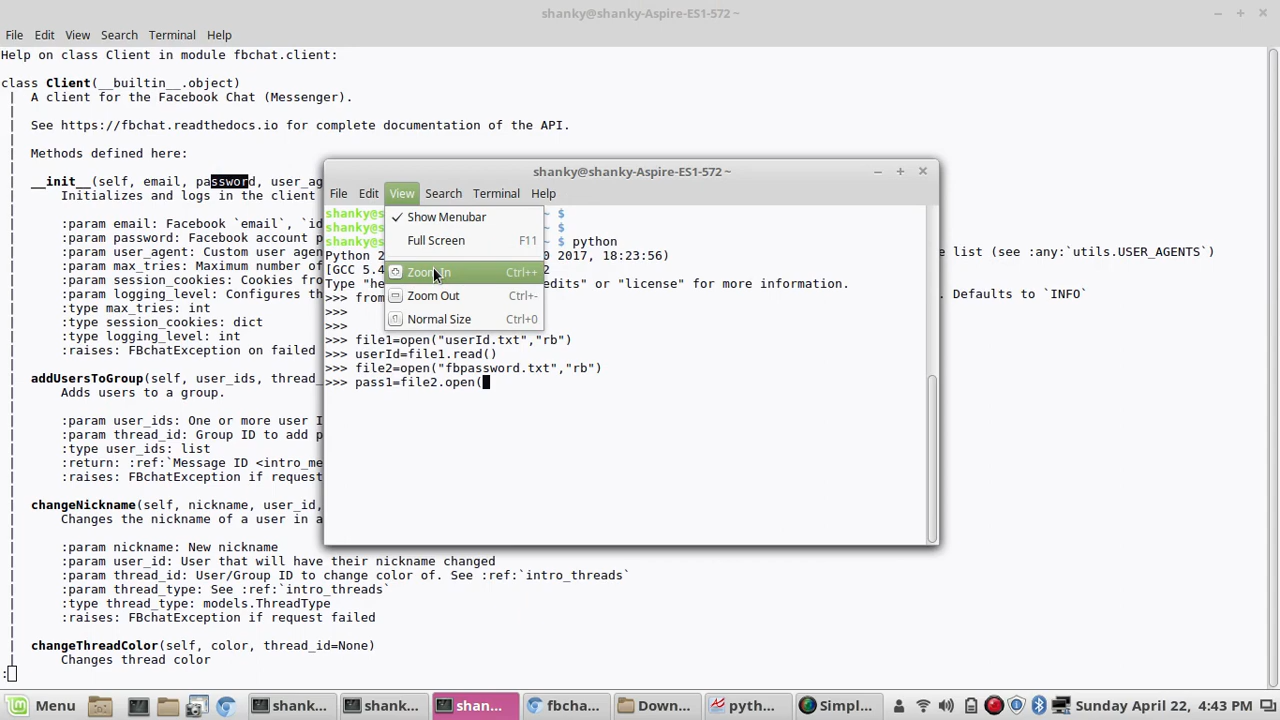 shanky@shanky-Aspire-ES1-572 ~
File Edit View Search Terminal Help
Help on class Client in module fbchat.client:
class Client(__builtin__.object)
| A client for the Facebook Chat (Messenger).
|
| See https://fbchat.readthedocs.io for complete documentation of the API.
|
| Methods defined here:
|
| __init__(self, email, password, user_ag
| Initializes and logs in the client
|
| :param email: Facebook `email`, `id
| :param password: Facebook account p
| :param user_agent: Custom user agen list (see :any:`utils.USER_AGENTS`)
| :param max_tries: Maximum number of
| :param session_cookies: Cookies fro
| :param logging_level: Configures th . Defaults to `INFO`
| :type max_tries: int
| :type session_cookies: dict
| :type logging_level: int
| :raises: FBchatException on failed
|
| addUsersToGroup(self, user_ids, thread_
| Adds users to a group.
|
| :param user_ids: One or more user I
| :param thread_id: Group ID to add p
| :type user_ids: list
| :return: :ref:`Message ID <intro_me
| :raises: FBchatException if request
|
| changeNickname(self, nickname, user_id,
| Changes the nickname of a user in a
|
| :param nickname: New nickname
| :param user_id: User that will have their nickname changed
| :param thread_id: User/Group ID to change color of. See :ref:`intro_threads`
| :param thread_type: See :ref:`intro_threads`
| :type thread_type: models.ThreadType
| :raises: FBchatException if request failed
|
| changeThreadColor(self, color, thread_id=None)
| Changes thread color
:
shanky@shanky-Aspire-ES1-572 ~
File Edit View Search Terminal Help
shanky@s ~ $
shanky@s ~ $
shanky@s ~ $ python
Python 2 0 2017, 18:23:56)
[GCC 5.4 2
Type "he edits" or "license" for more information.
>>> from
>>>
>>>
>>> file1=open("userId.txt","rb")
>>> userId=file1.read()
>>> file2=open("fbpassword.txt","rb")
>>> pass1=file2.open(
Show Menubar
Full Screen F11
Zoom In Ctrl++
Zoom Out Ctrl+-
Normal Size Ctrl+0
Menu shank... shank... shan... fbcha... Down... pyth... Simpl... Sunday April 22, 4:43 PM